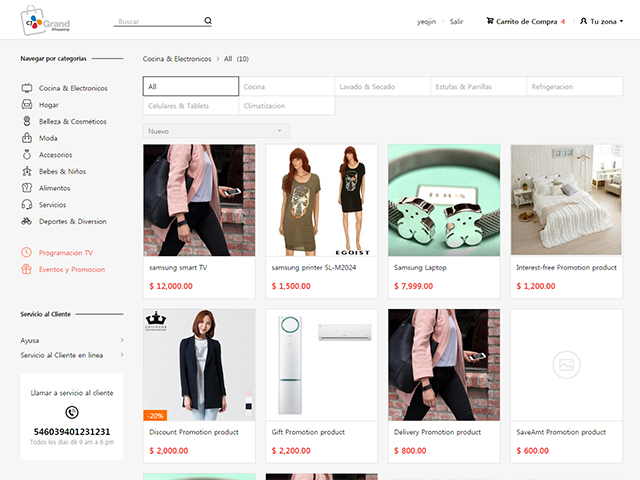 CJ Grand
Shopping
Buscar
yeojin
Salir
Carrito de Compra 4
Tu zona
Navegar por categorías
Cocina & Electronicos
Hogar
Belleza & Cosméticos
Moda
Accesorios
Bebes & Niños
Alimentos
Servicios
Deportes & Diversion
Programación TV
Eventos y Promocion
Servicio al Cliente
Ayusa
Servicio al Cliente en linea
Llamar a servicio al cliente
546039401231231
Todos los dias de 9 am a 6 pm
Cocina & Electronicos > All (10)
All
Cocina
Lavado & Secado
Estufas & Parrillas
Refrigeracion
Celulares & Tablets
Climatizacion
Nuevo
samsung smart TV
$ 12,000.00
EGOIST
samsung printer SL-M2024
$ 1,500.00
Samsung Laptop
$ 7,999.00
Interest-free Promotion product
$ 1,200.00
-20%
Discount Promotion product
$ 2,000.00
Gift Promotion product
$ 2,200.00
Delivery Promotion product
$ 800.00
SaveAmt Promotion product
$ 600.00